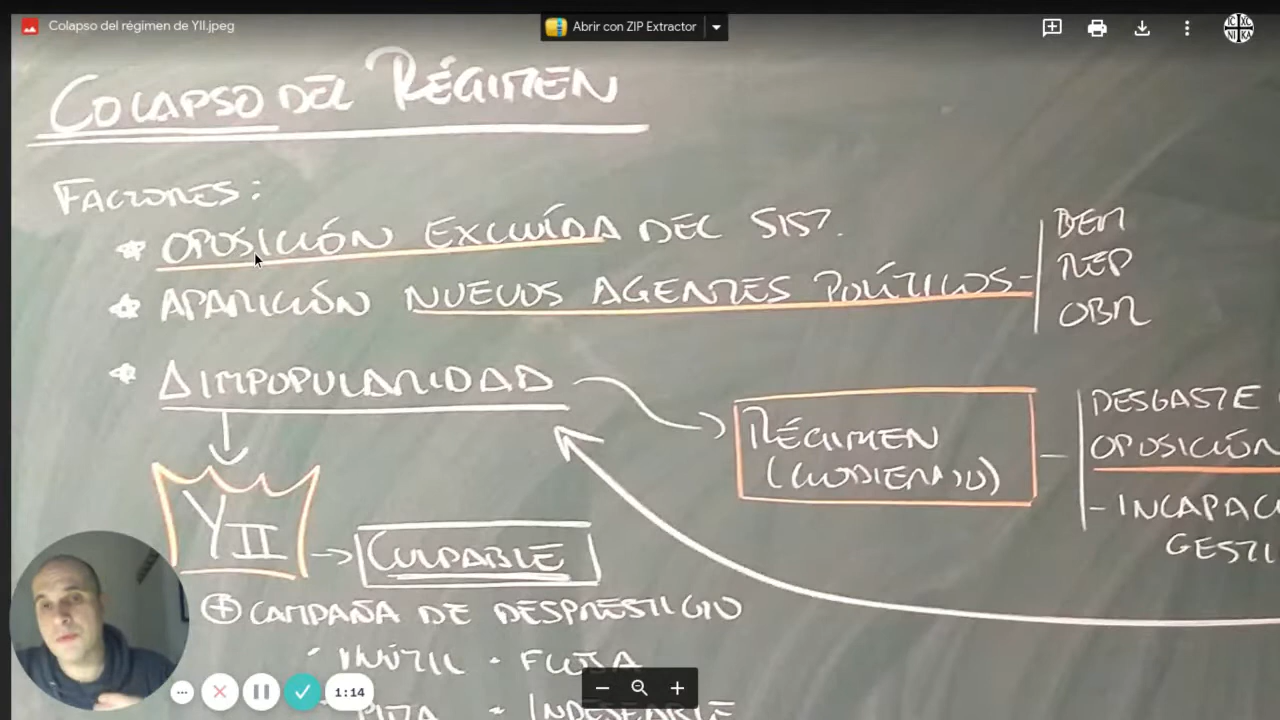 Colapso del régimen de YII.jpeg
Abrir con ZIP Extractor
COLAPSO DEL RÉGIMEN
FACTORES:
* OPOSICIÓN EXCLUÍDA DEL SIST.
* APARICIÓN NUEVOS AGENTES POLÍTICOS -
DEM
REP
OBR
* Δ IMPOPULARIDAD
RÉGIMEN
(GOBIERNO)
DESGASTE
OPOSICIÓN
- INCAPAC
GESTI
YII
CULPABLE
+ CAMPAÑA DE DESPRESTIGIO
- INÚTIL - FLOJA
INDESEABLE
1:14